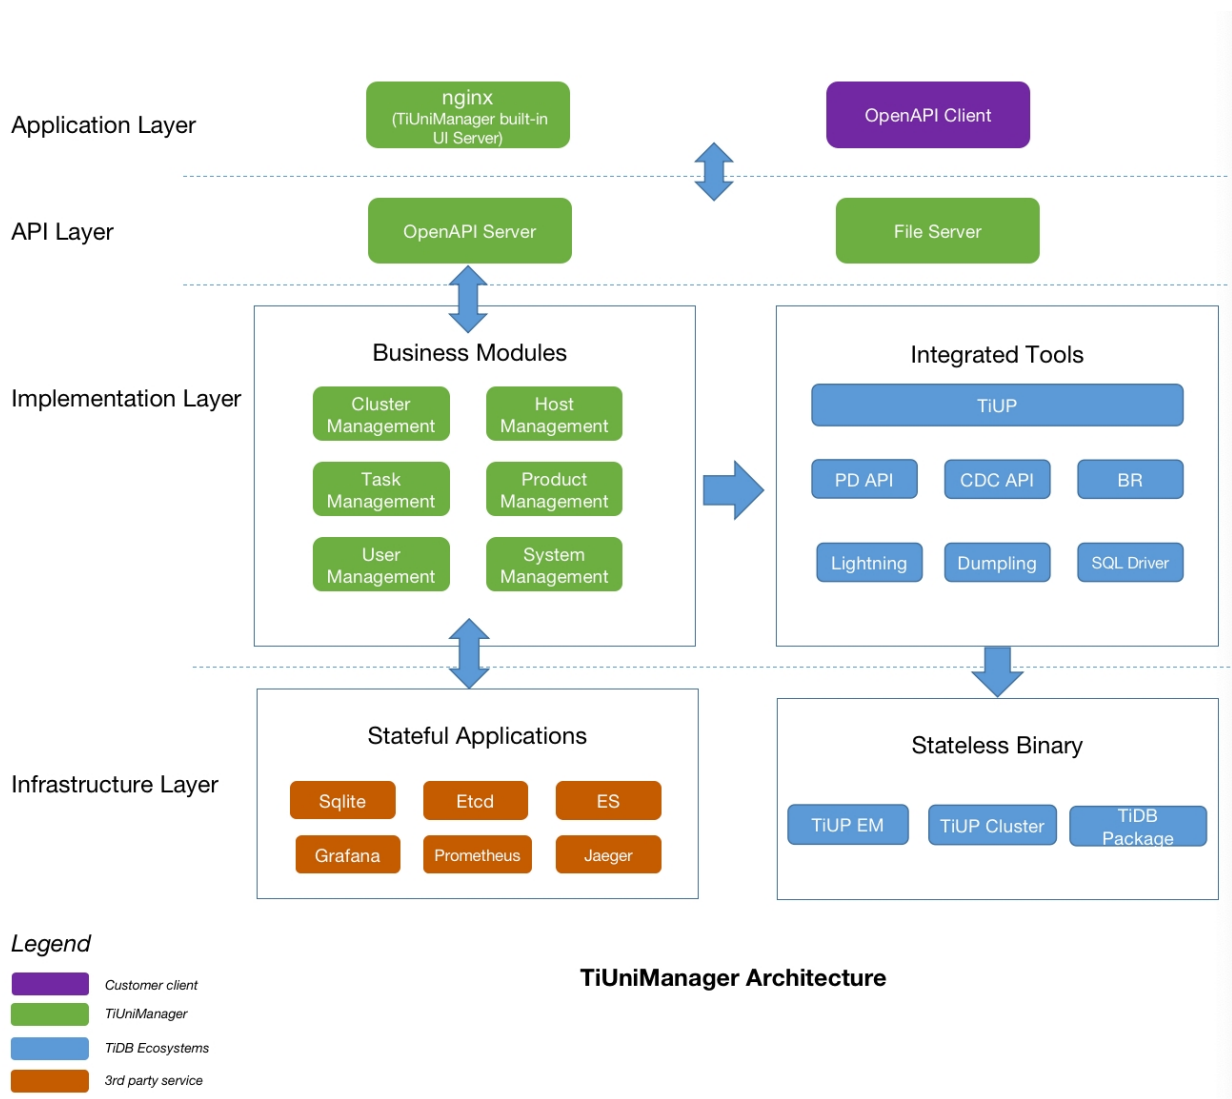 Application Layer
nginx
(TiUniManager built-in
UI Server)
OpenAPI Client
API Layer
OpenAPI Server
File Server
Implementation Layer
Business Modules
Cluster
Management
Host
Management
Task
Management
Product
Management
User
Management
System
Management
Integrated Tools
TiUP
PD API
CDC API
BR
Lightning
Dumpling
SQL Driver
Infrastructure Layer
Stateful Applications
Sqlite
Etcd
ES
Grafana
Prometheus
Jaeger
Stateless Binary
TiUP EM
TiUP Cluster
TiDB
Package
Legend
Customer client
TiUniManager
TiDB Ecosystems
3rd party service
TiUniManager Architecture